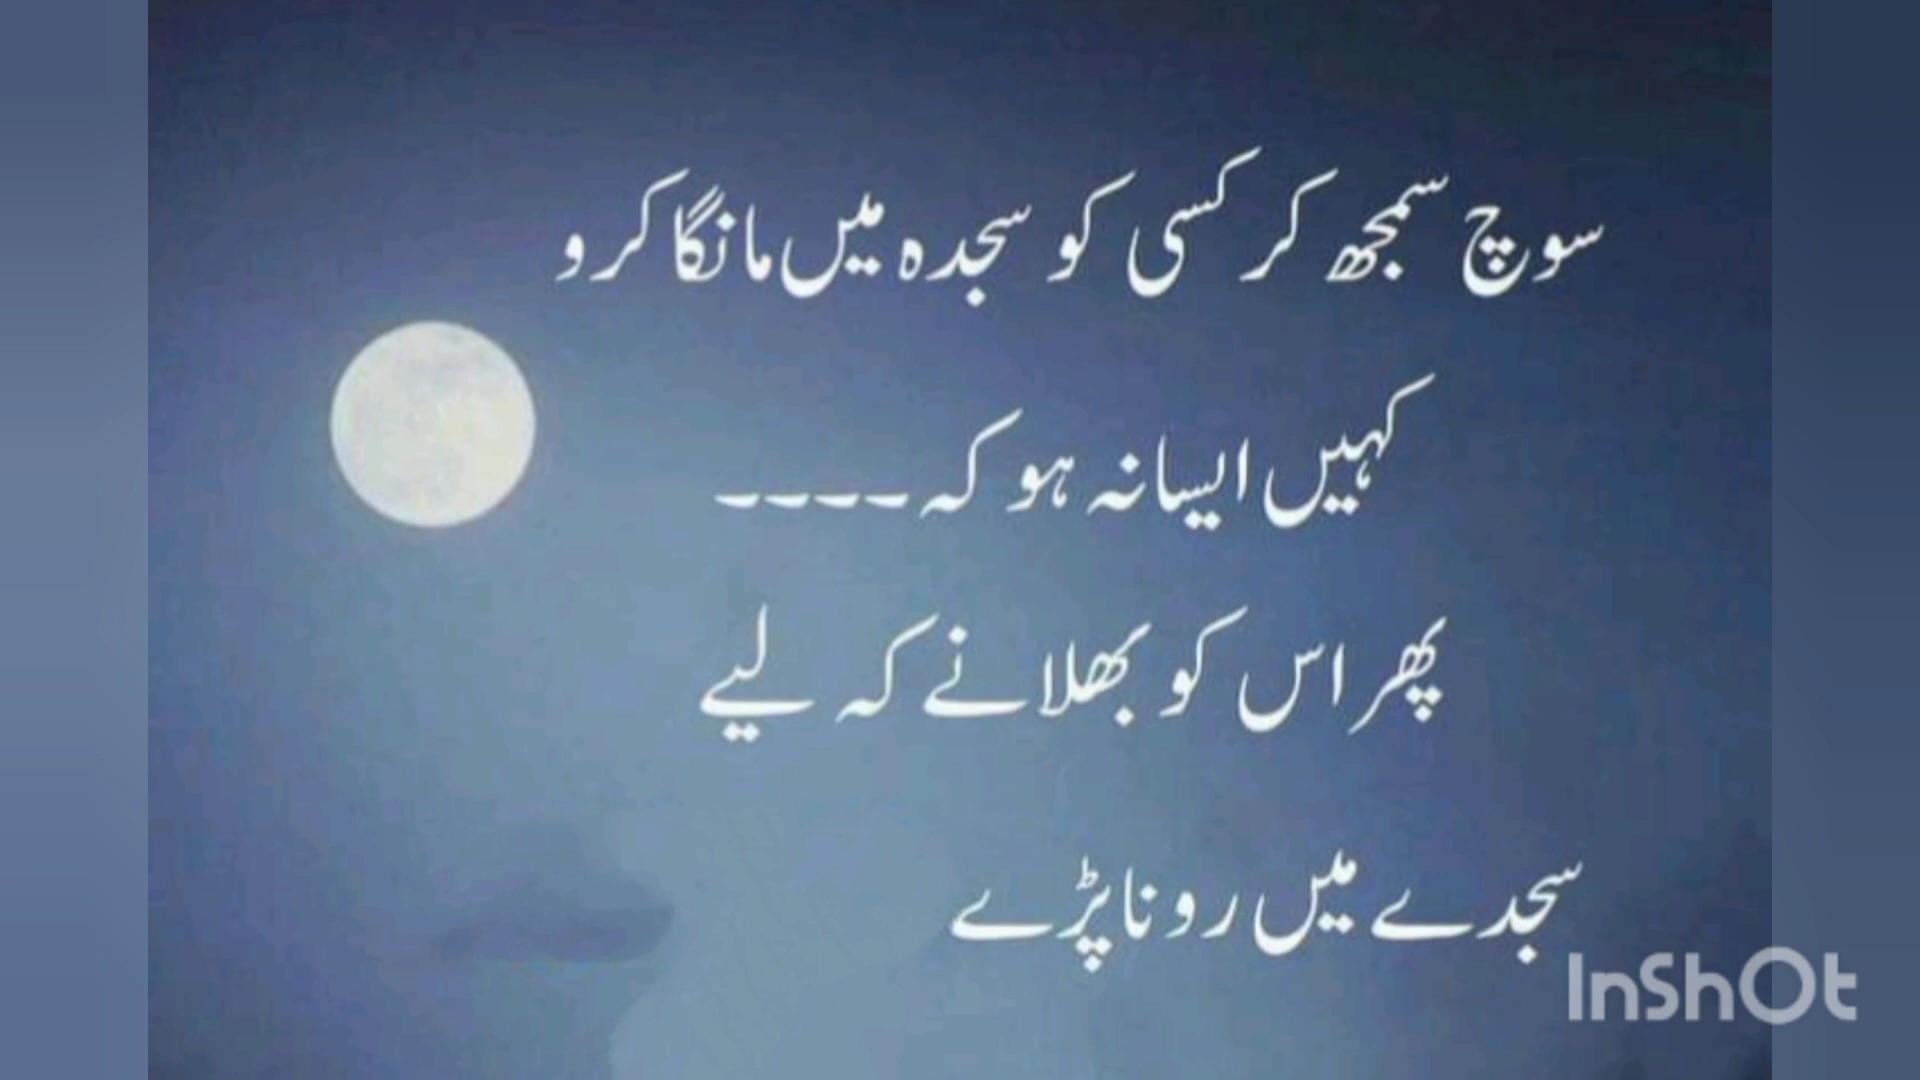 سوچ سمجھ کر کسی کو سجدہ میں مانگا کرو
کہیں ایسا نہ ہو کہ ۔۔۔۔
پھر اس کو بھلانے کہ لیے
سجدے میں رونا پڑے
InShOt